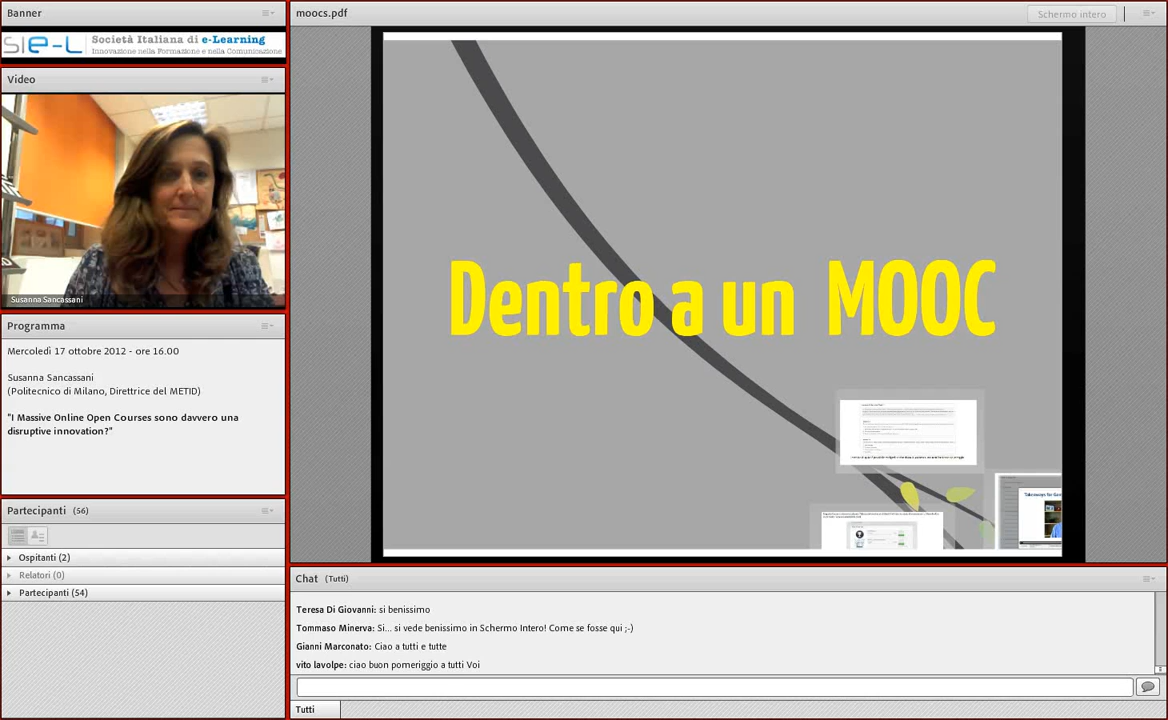 Banner
SIe-L Società Italiana di e-Learning
Innovazione nella Formazione e nella Comunicazione
Video
Susanna Sancassani
Programma
Mercoledì 17 ottobre 2012 - ore 16.00
Susanna Sancassani
(Politecnico di Milano, Direttrice del METID)
"I Massive Online Open Courses sono davvero una
disruptive innovation?"
Partecipanti (56)
Ospitanti (2)
Relatori (0)
Partecipanti (54)
moocs.pdf
Schermo intero
Dentro a un MOOC
Chat (Tutti)
Teresa Di Giovanni: si benissimo
Tommaso Minerva: Si... si vede benissimo in Schermo Intero! Come se fosse qui ;-)
Gianni Marconato: Ciao a tutti e tutte
vito lavolpe: ciao buon pomeriggio a tutti Voi
Tutti